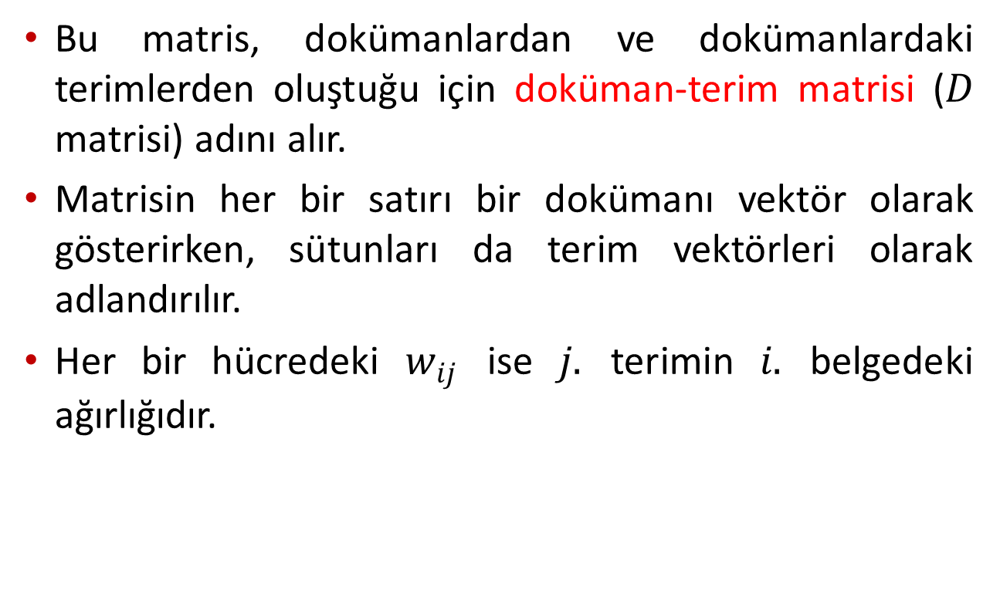 • Bu matris, dokümanlardan ve dokümanlardaki
terimlerden oluştuğu için doküman-terim matrisi (D
matrisi) adını alır.
• Matrisin her bir satırı bir dokümanı vektör olarak
gösterirken, sütunları da terim vektörleri olarak
adlandırılır.
• Her bir hücredeki w_{ij} ise j. terimin i. belgedeki
ağırlığıdır.